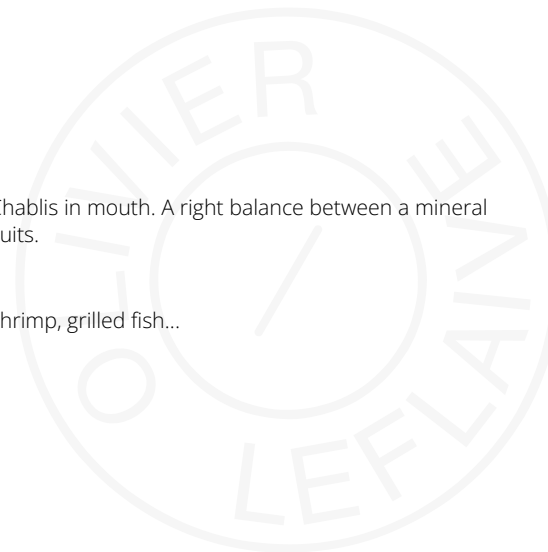 OLIVIER LEFLAIVE
Chablis in mouth. A right balance between a mineral
uits.
hrimp, grilled fish...